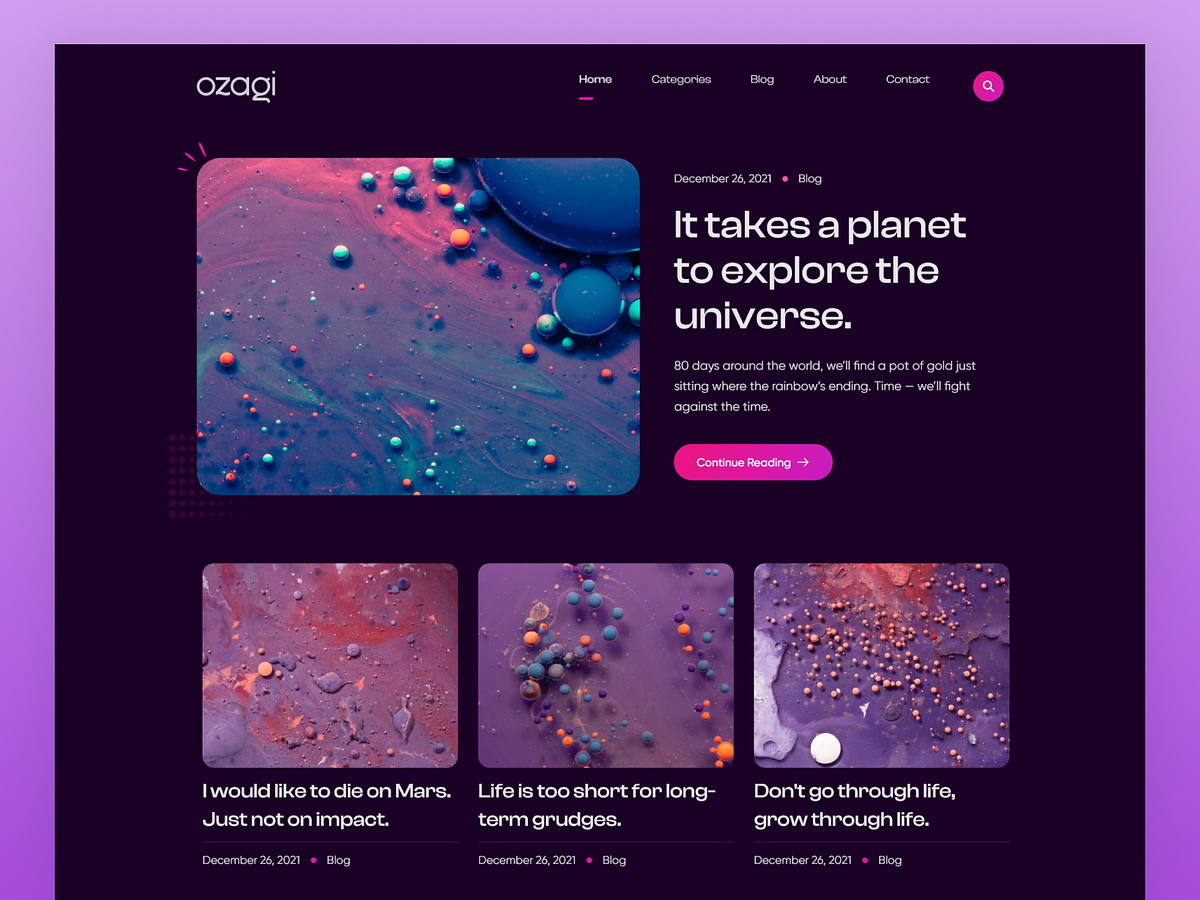 ozagi
Home
Categories
Blog
About
Contact
December 26, 2021
Blog
It takes a planet
to explore the
universe.
80 days around the world, we’ll find a pot of gold just
sitting where the rainbow’s ending. Time — we’ll fight
against the time.
Continue Reading →
I would like to die on Mars.
Just not on impact.
December 26, 2021
Blog
Life is too short for long-
term grudges.
December 26, 2021
Blog
Don't go through life,
grow through life.
December 26, 2021
Blog